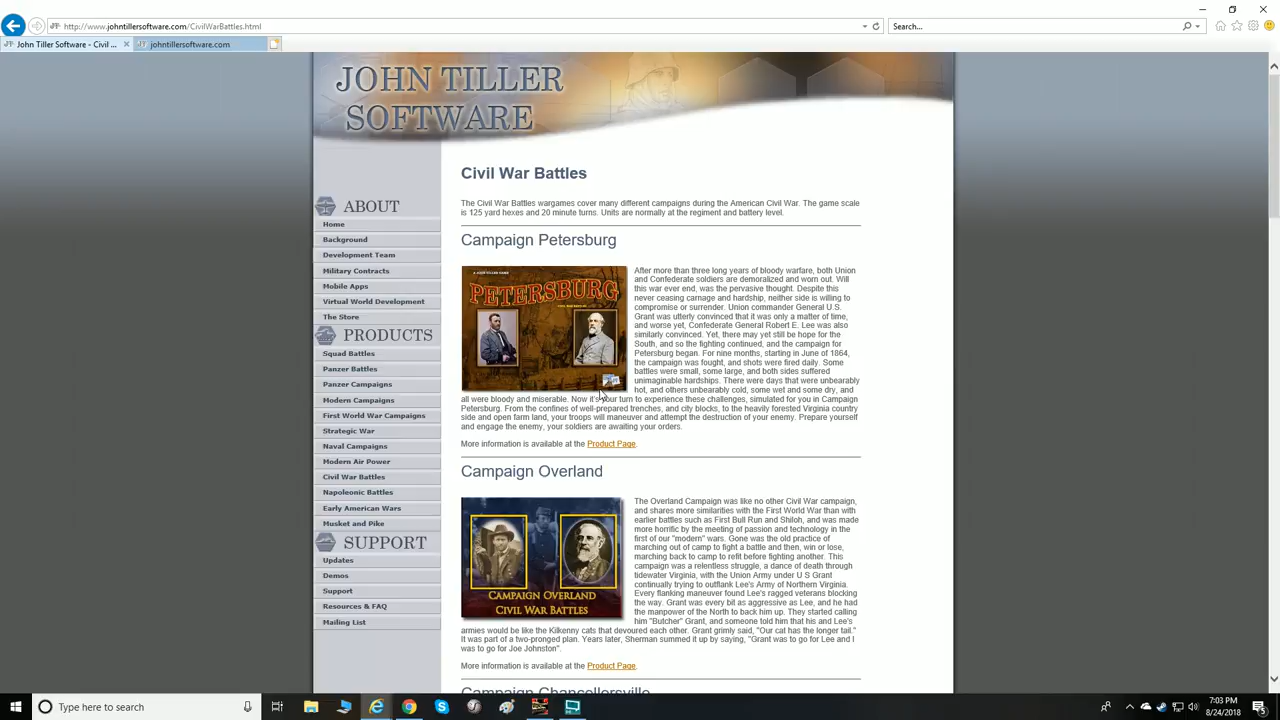 http://www.johntillersoftware.com/CivilWarBattles.html
Search...
John Tiller Software - Civil ...
johntillersoftware.com
JOHN TILLER
SOFTWARE
Civil War Battles
The Civil War Battles wargames cover many different campaigns during the American Civil War. The game scale
is 125 yard hexes and 20 minute turns. Units are normally at the regiment and battery level.
ABOUT
Home
Background
Development Team
Military Contracts
Mobile Apps
Virtual World Development
The Store
PRODUCTS
Squad Battles
Panzer Battles
Panzer Campaigns
Modern Campaigns
First World War Campaigns
Strategic War
Naval Campaigns
Modern Air Power
Civil War Battles
Napoleonic Battles
Early American Wars
Musket and Pike
SUPPORT
Updates
Demos
Support
Resources & FAQ
Mailing List
Campaign Petersburg
A JOHN TILLER GAME
PETERSBURG
After more than three long years of bloody warfare, both Union
and Confederate soldiers are demoralized and worn out. Will
this war ever end, was the pervasive thought. Despite this
never ceasing carnage and hardship, neither side is willing to
compromise or surrender. Union commander General U.S.
Grant was utterly convinced that it was only a matter of time,
and worse yet, Confederate General Robert E. Lee was also
similarly convinced. Yet, there may yet still be hope for the
South, and so the fighting continued, and the campaign for
Petersburg began. For nine months, starting in June of 1864,
the campaign was fought, and shots were fired daily. Some
battles were small, some large, and both sides suffered
unimaginable hardships. There were days that were unbearably
hot, and others unbearably cold, some wet and some dry, and
all were bloody and miserable. Now it's your turn to experience these challenges, simulated for you in Campaign
Petersburg. From the confines of well-prepared trenches, and city blocks, to the heavily forested Virginia country
side and open farm land, your troops will maneuver and attempt the destruction of your enemy. Prepare yourself
and engage the enemy, your soldiers are awaiting your orders.
More information is available at the Product Page.
Campaign Overland
CAMPAIGN OVERLAND
CIVIL WAR BATTLES
The Overland Campaign was like no other Civil War campaign,
and shares more similarities with the First World War than with
earlier battles such as First Bull Run and Shiloh, and was made
more horrific by the meeting of passion and technology in the
first of our "modern" wars. Gone was the old practice of
marching out of camp to fight a battle and then, win or lose,
marching back to camp to refit before fighting another. This
campaign was a relentless struggle, a dance of death through
tidewater Virginia, with the Union Army under U S Grant
continually trying to outflank Lee's Army of Northern Virginia.
Every flanking maneuver found Lee's ragged veterans blocking
the way. Grant was every bit as aggressive as Lee, and he had
the manpower of the North to back him up. They started calling
him "Butcher" Grant, and someone told him that his and Lee's
armies would be like the Kilkenny cats that devoured each other. Grant grimly said, "Our cat has the longer tail."
It was part of a two-pronged plan. Years later, Sherman summed it up by saying, "Grant was to go for Lee and I
was to go for Joe Johnston".
More information is available at the Product Page.
Campaign Chancellorsville
Type here to search
7:03 PM
8/24/2018